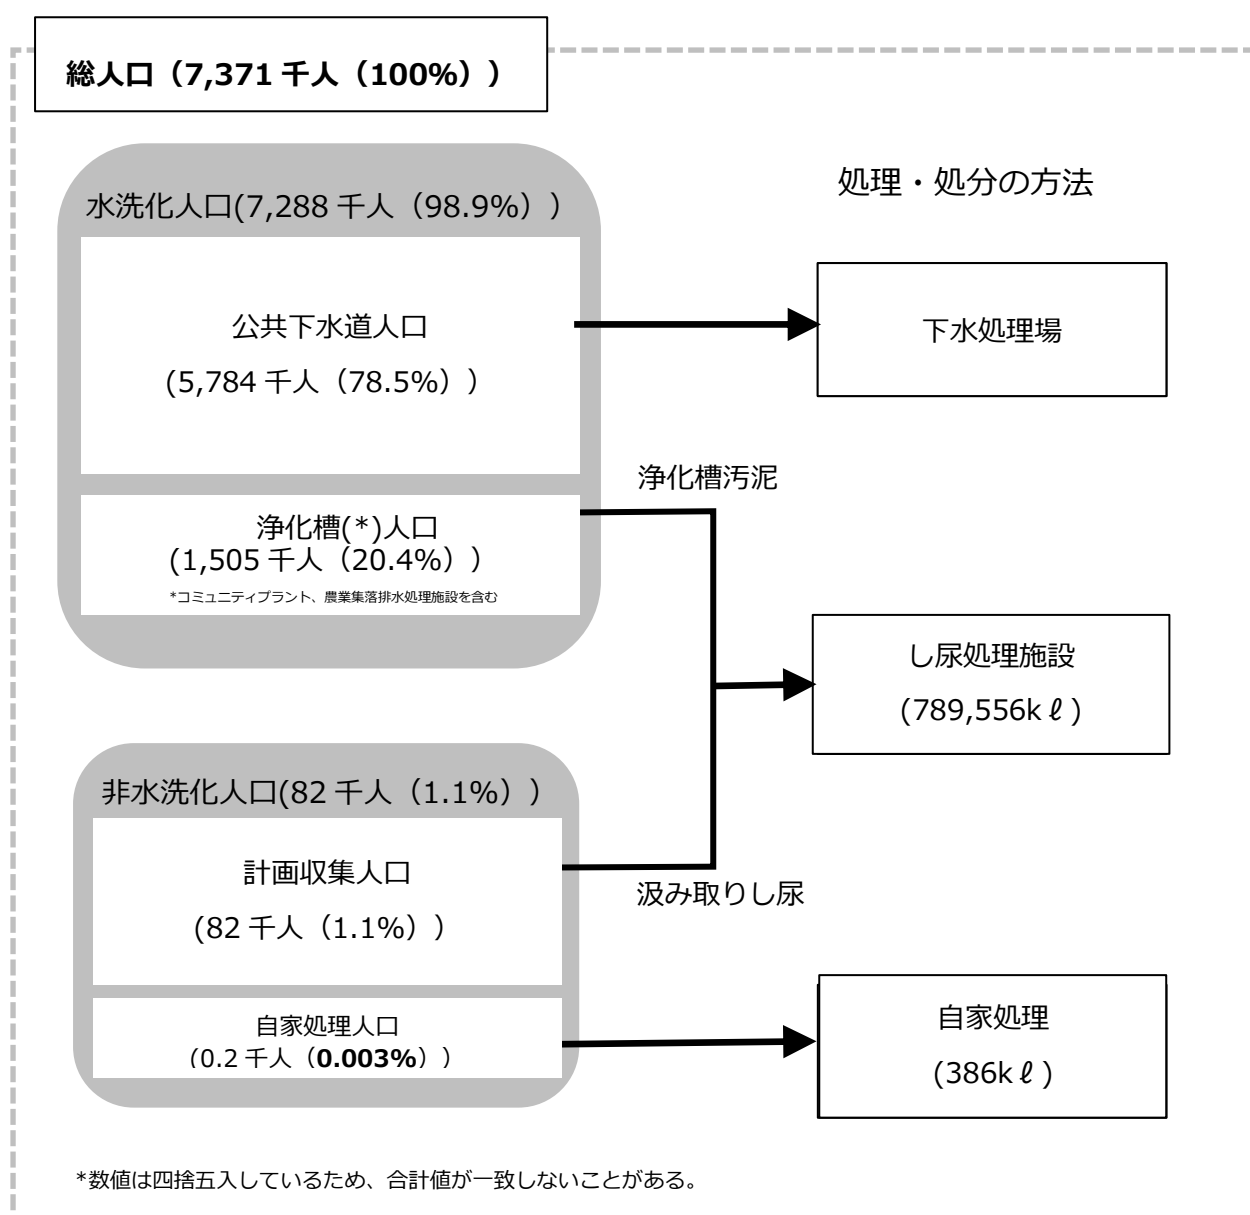 総人口（7,371 千人（100%））
処理・処分の方法
水洗化人口(7,288 千人（98.9%））
公共下水道人口
(5,784 千人（78.5%））
下水処理場
浄化槽汚泥
浄化槽(*)人口
(1,505 千人（20.4%））
*コミュニティプラント、農業集落排水処理施設を含む
し尿処理施設
(789,556kℓ)
非水洗化人口(82 千人（1.1%））
計画収集人口
(82 千人（1.1%））
汲み取りし尿
自家処理人口
(0.2 千人（0.003%））
自家処理
(386kℓ)
*数値は四捨五入しているため、合計値が一致しないことがある。